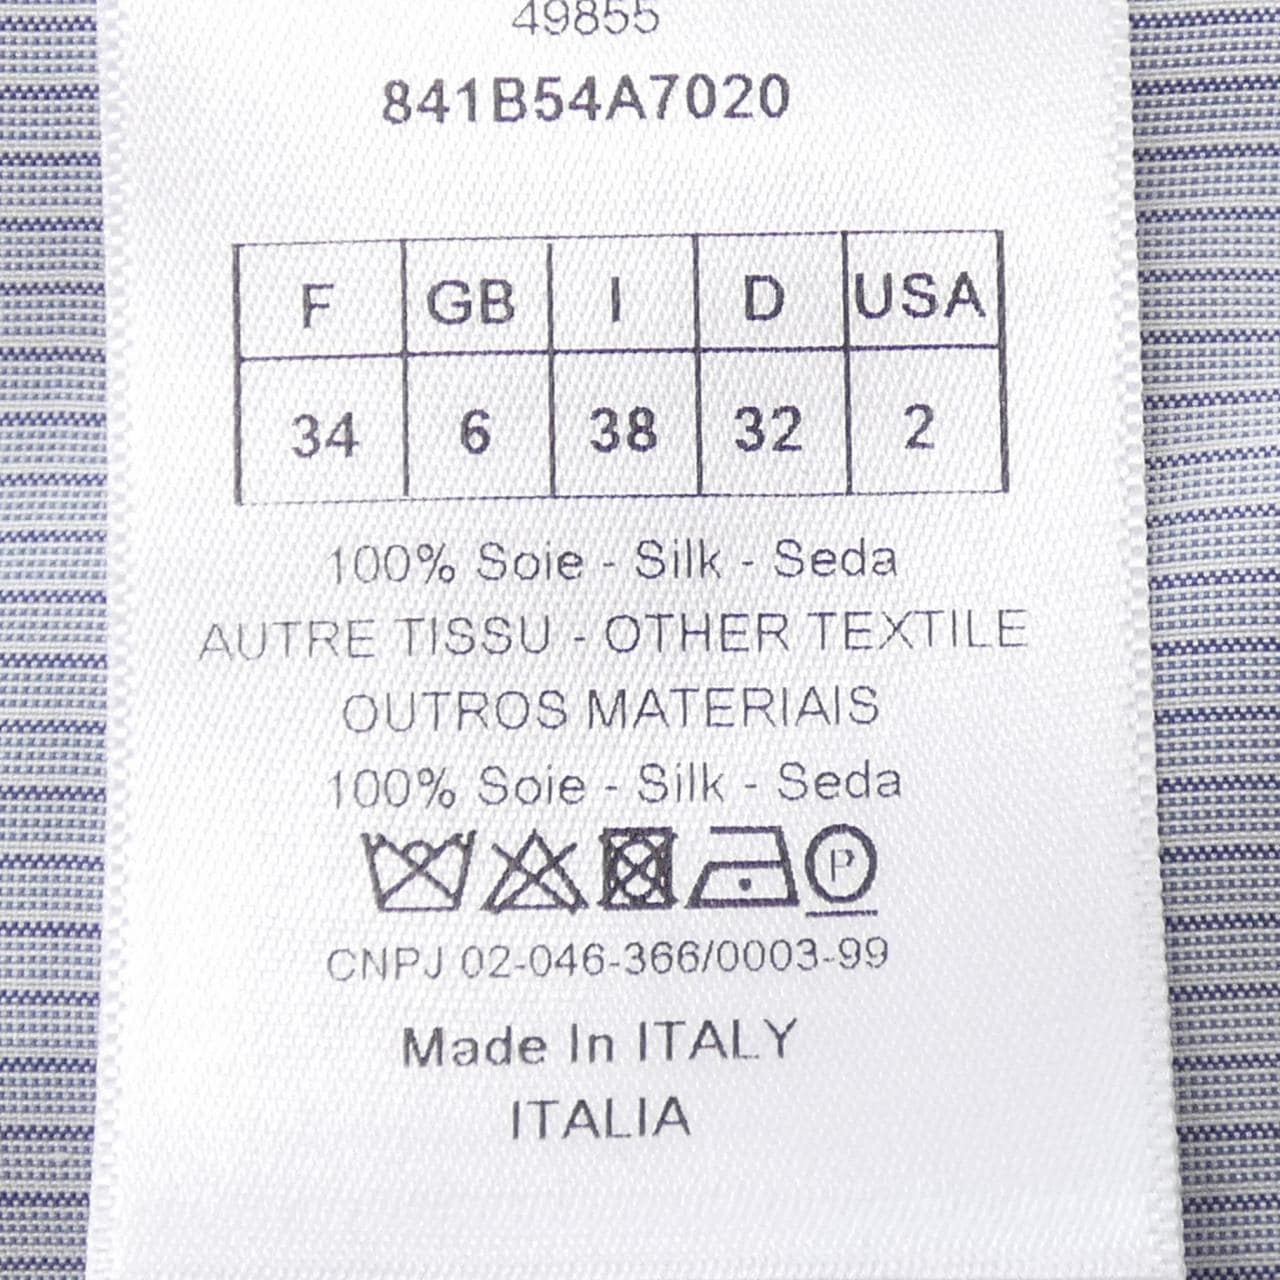 49855
841B54A7020
F GB I D USA
34 6 38 32 2
100% Soie - Silk - Seda
AUTRE TISSU - OTHER TEXTILE
OUTROS MATERIAIS
100% Soie - Silk - Seda
P
CNPJ 02-046-366/0003-99
Made In ITALY
ITALIA